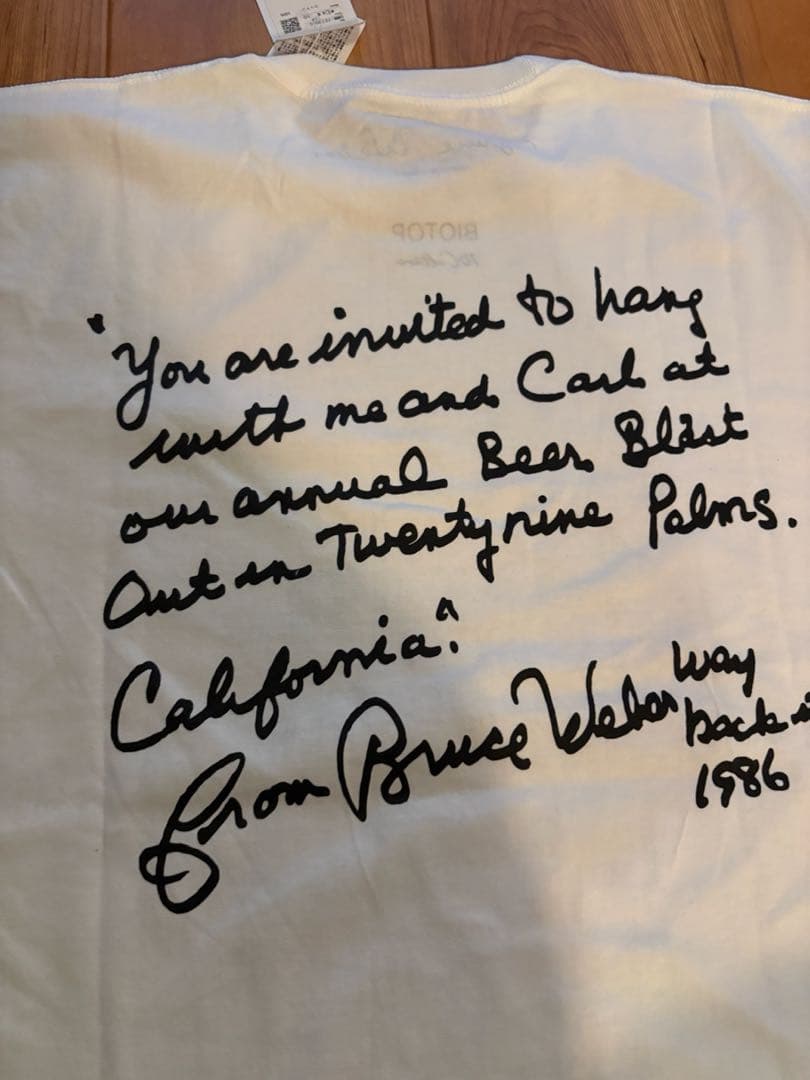 BIOTOP
"You are invited to hang
with me and Carl at
our annual Beer Blast
Out in Twentynine Palms.
California".
from Bruce Weber way
back in
1986